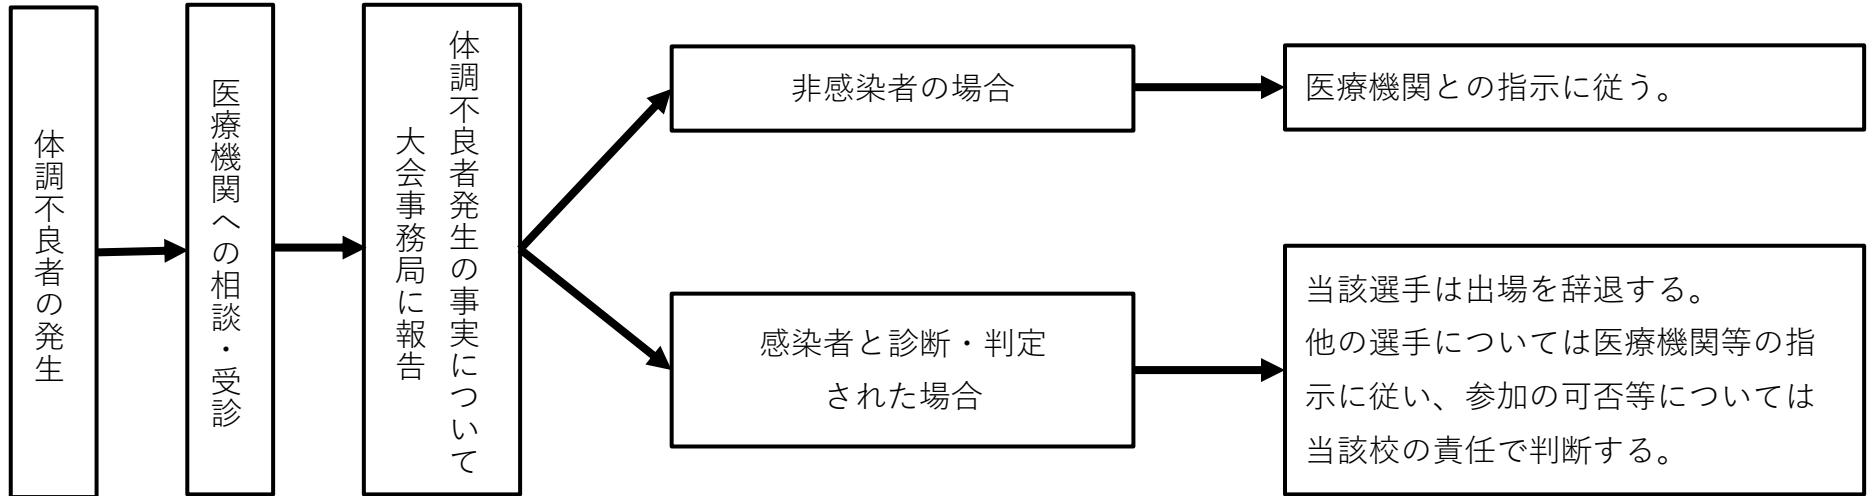 体調不良者の発生
医療機関への相談・受診
体調不良者発生の事実について
大会事務局に報告
非感染者の場合
医療機関との指示に従う。
感染者と診断・判定
された場合
当該選手は出場を辞退する。
他の選手については医療機関等の指
示に従い、参加の可否等については
当該校の責任で判断する。